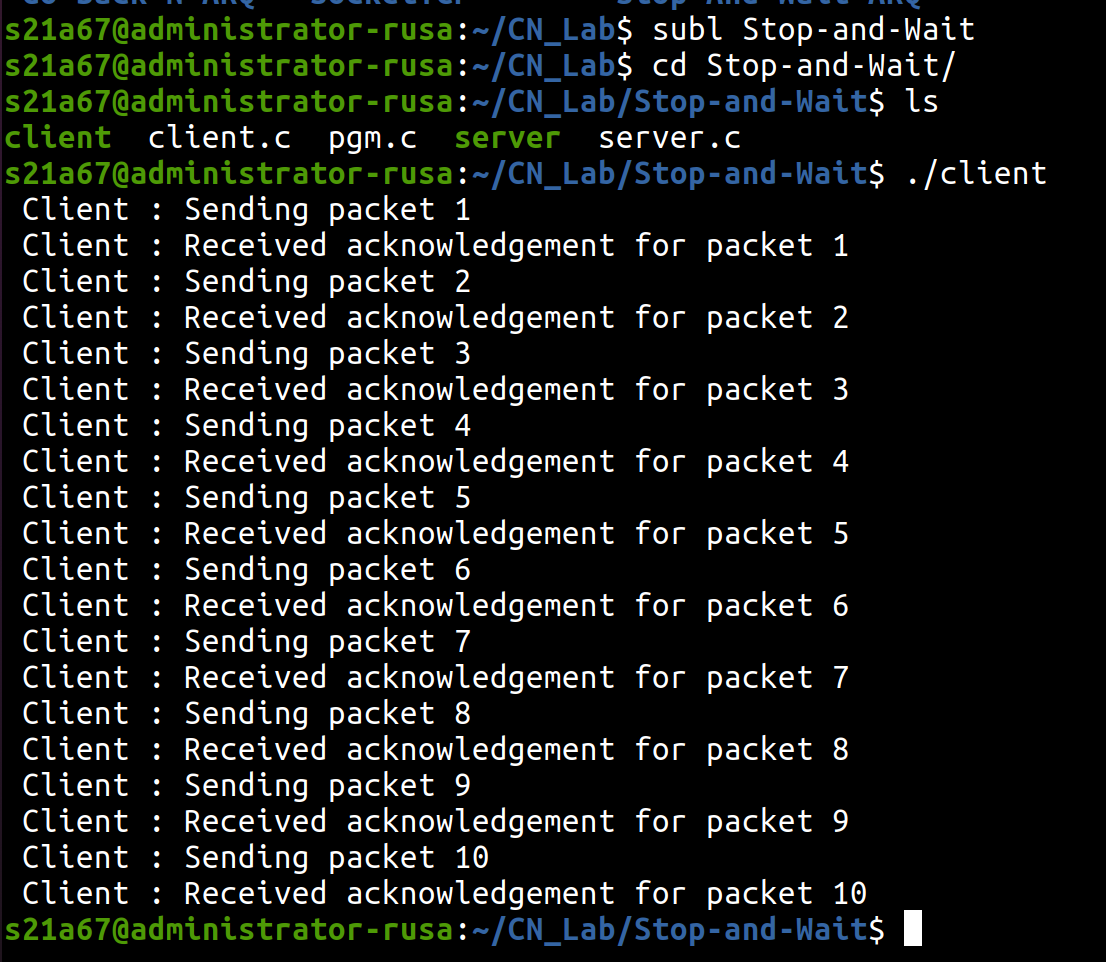 s21a67@administrator-rusa:~/CN_Lab$ subl Stop-and-Wait
s21a67@administrator-rusa:~/CN_Lab$ cd Stop-and-Wait/
s21a67@administrator-rusa:~/CN_Lab/Stop-and-Wait$ ls
client  client.c  pgm.c  server  server.c
s21a67@administrator-rusa:~/CN_Lab/Stop-and-Wait$ ./client
Client : Sending packet 1
Client : Received acknowledgement for packet 1
Client : Sending packet 2
Client : Received acknowledgement for packet 2
Client : Sending packet 3
Client : Received acknowledgement for packet 3
Client : Sending packet 4
Client : Received acknowledgement for packet 4
Client : Sending packet 5
Client : Received acknowledgement for packet 5
Client : Sending packet 6
Client : Received acknowledgement for packet 6
Client : Sending packet 7
Client : Received acknowledgement for packet 7
Client : Sending packet 8
Client : Received acknowledgement for packet 8
Client : Sending packet 9
Client : Received acknowledgement for packet 9
Client : Sending packet 10
Client : Received acknowledgement for packet 10
s21a67@administrator-rusa:~/CN_Lab/Stop-and-Wait$